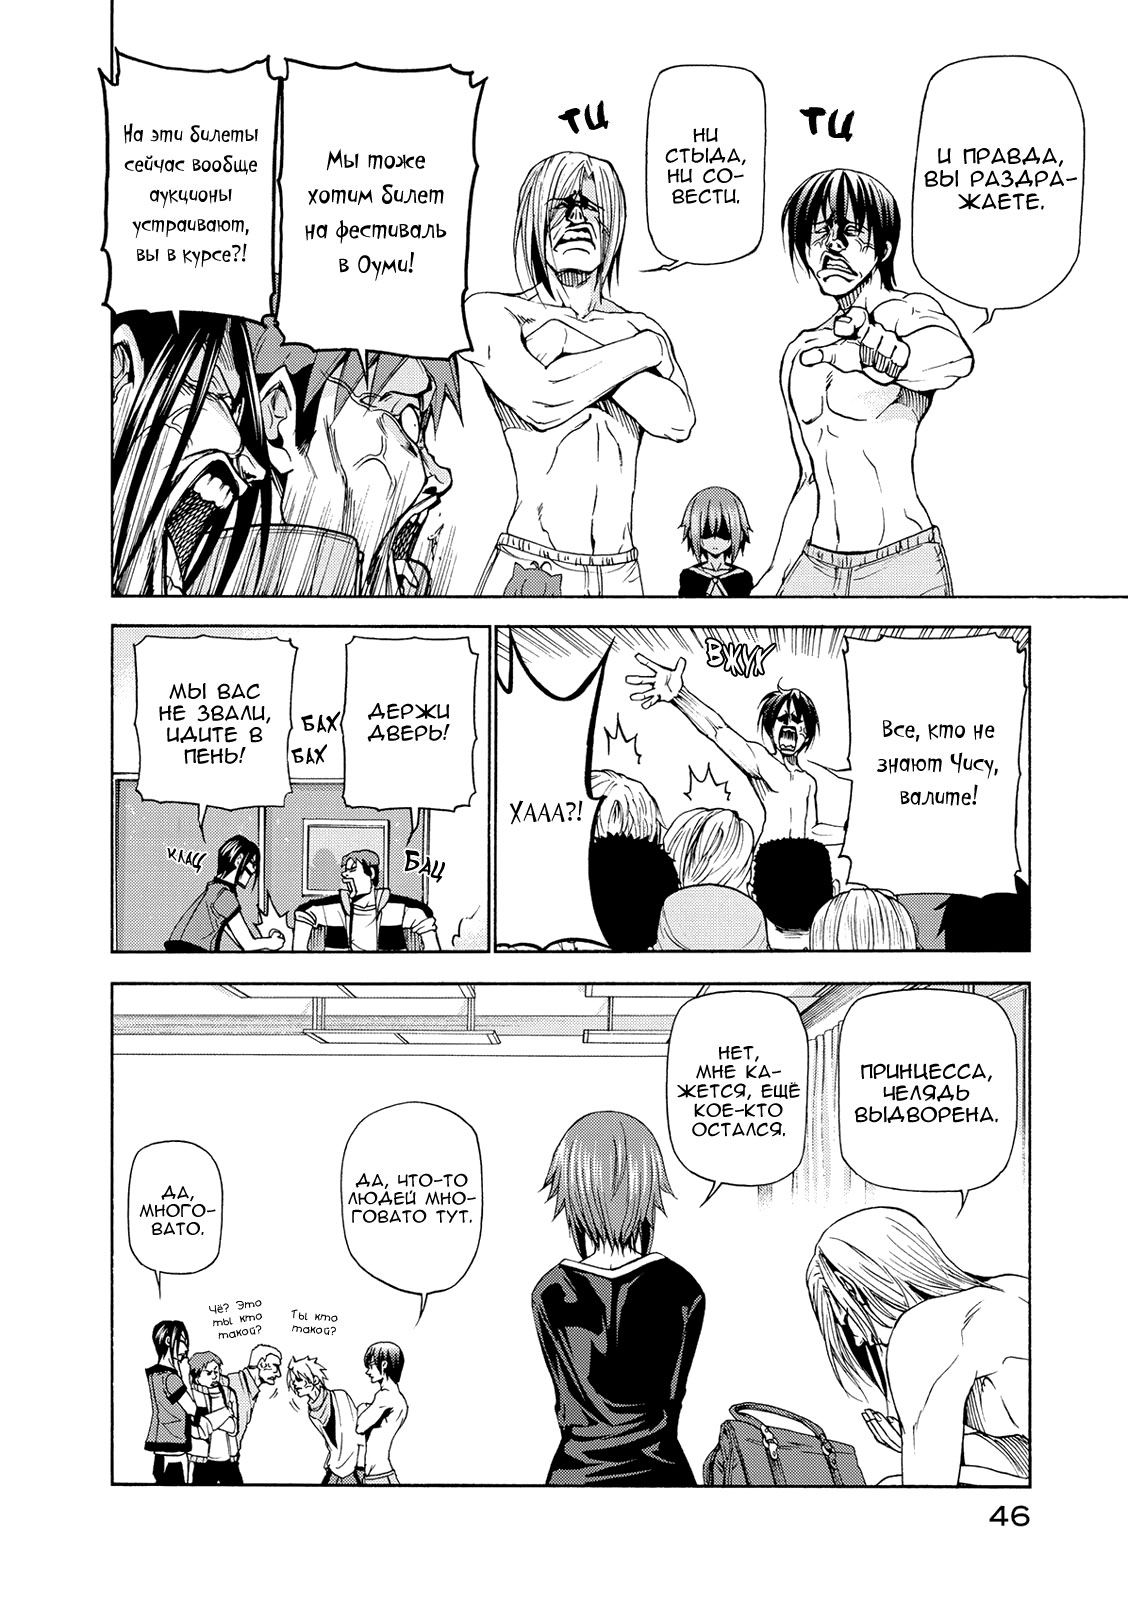 И ПРАВДА,
ВЫ РАЗДРА-
ЖАЕТЕ.
ТЦ
НИ
СТЫДА,
НИ СО-
ВЕСТИ.
ТЦ
Мы тоже
хотим билет
на фестиваль
в Оуми!
На эти билеты
сейчас вообще
аукционы
устраивают,
вы в курсе?!
Все, кто не
знают Чису,
валите!
ВЖУХ
ХААА?!
ДЕРЖИ
ДВЕРЬ!
БАХ
БАХ
МЫ ВАС
НЕ ЗВАЛИ,
ИДИТЕ В
ПЕНЬ!
БАЦ
КЛАЦ
ПРИНЦЕССА,
ЧЕЛЯДЬ
ВЫДВОРЕНА.
НЕТ,
МНЕ КА-
ЖЕТСЯ, ЕЩЁ
КОЕ-КТО
ОСТАЛСЯ.
ДА, ЧТО-ТО
ЛЮДЕЙ МНО-
ГОВАТО ТУТ.
ДА,
МНОГО-
ВАТО.
Ты кто
такой?
Чё? Это
ты кто
такой?
46